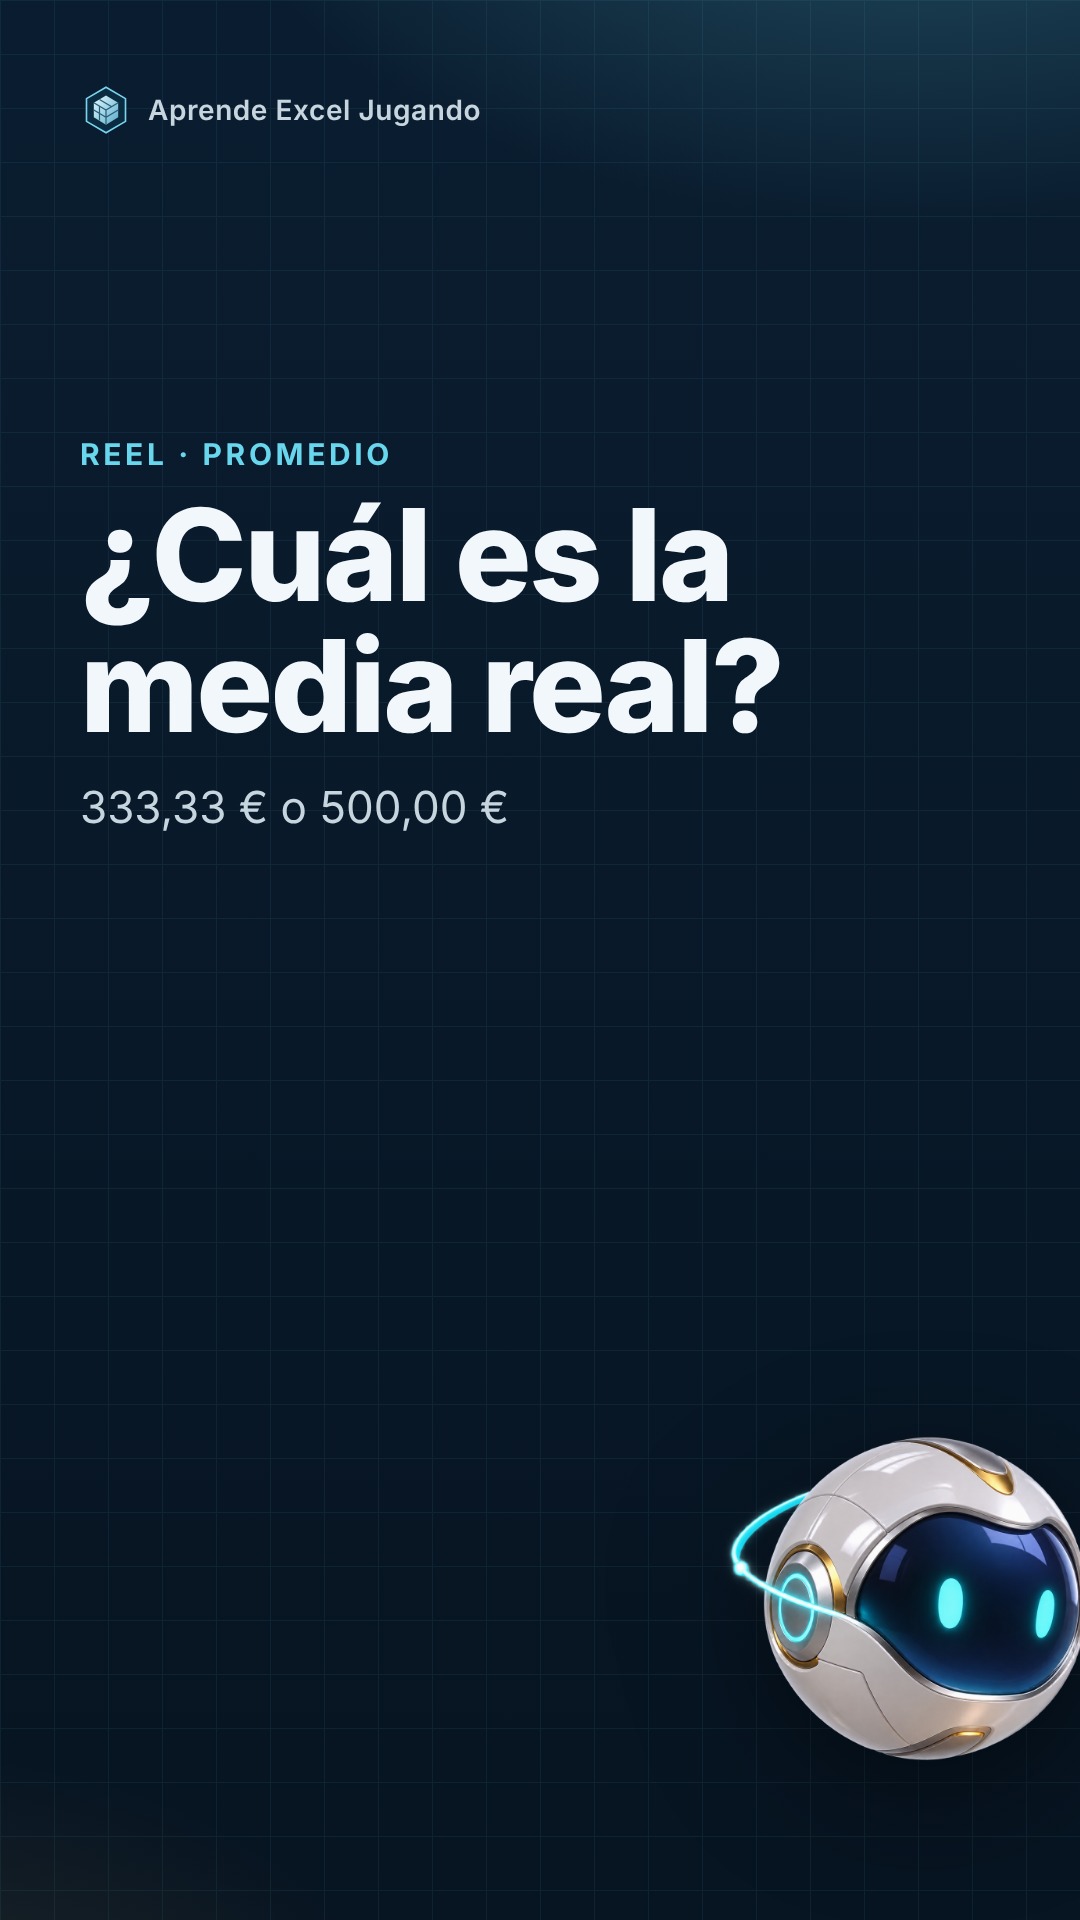 Aprende Excel Jugando
REEL · PROMEDIO
¿Cuál es la
media real?
333,33 € o 500,00 €